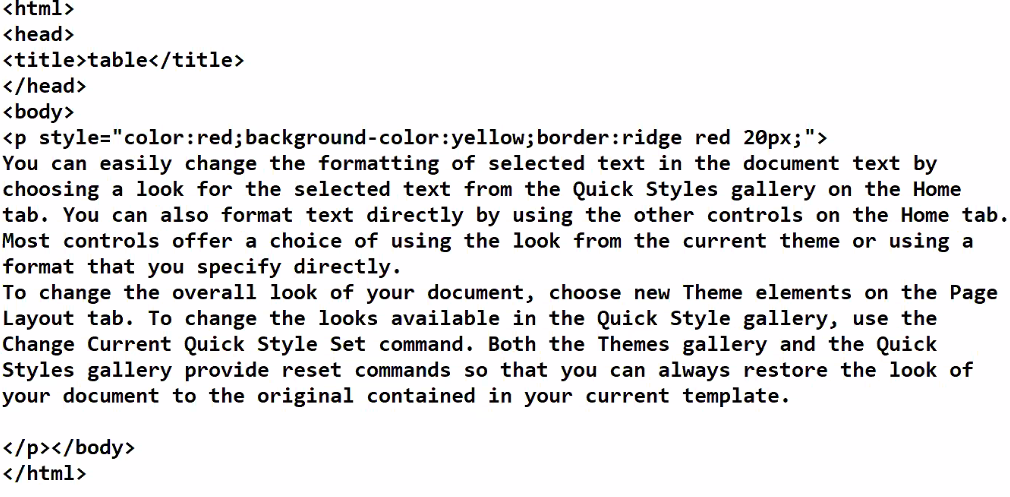 <html>
<head>
<title>table</title>
</head>
<body>
<p style="color:red;background-color:yellow;border:ridge red 20px;">
You can easily change the formatting of selected text in the document text by
choosing a look for the selected text from the Quick Styles gallery on the Home
tab. You can also format text directly by using the other controls on the Home tab.
Most controls offer a choice of using the look from the current theme or using a
format that you specify directly.
To change the overall look of your document, choose new Theme elements on the Page
Layout tab. To change the looks available in the Quick Style gallery, use the
Change Current Quick Style Set command. Both the Themes gallery and the Quick
Styles gallery provide reset commands so that you can always restore the look of
your document to the original contained in your current template.

</p></body>
</html>